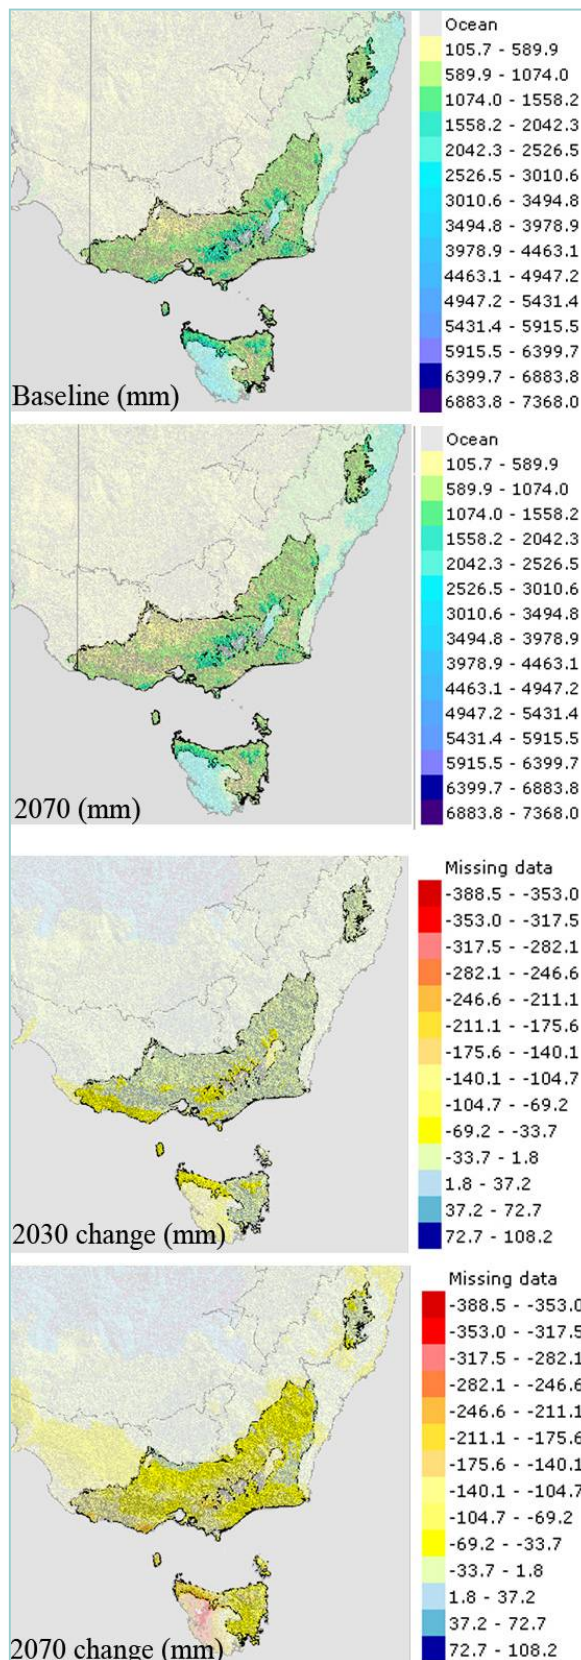 Ocean
105.7 - 589.9
589.9 - 1074.0
1074.0 - 1558.2
1558.2 - 2042.3
2042.3 - 2526.5
2526.5 - 3010.6
3010.6 - 3494.8
3494.8 - 3978.9
3978.9 - 4463.1
4463.1 - 4947.2
4947.2 - 5431.4
5431.4 - 5915.5
5915.5 - 6399.7
6399.7 - 6883.8
6883.8 - 7368.0
Baseline (mm)
Ocean
105.7 - 589.9
589.9 - 1074.0
1074.0 - 1558.2
1558.2 - 2042.3
2042.3 - 2526.5
2526.5 - 3010.6
3010.6 - 3494.8
3494.8 - 3978.9
3978.9 - 4463.1
4463.1 - 4947.2
4947.2 - 5431.4
5431.4 - 5915.5
5915.5 - 6399.7
6399.7 - 6883.8
6883.8 - 7368.0
2070 (mm)
Missing data
-388.5 - -353.0
-353.0 - -317.5
-317.5 - -282.1
-282.1 - -246.6
-246.6 - -211.1
-211.1 - -175.6
-175.6 - -140.1
-140.1 - -104.7
-104.7 - -69.2
-69.2 - -33.7
-33.7 - 1.8
1.8 - 37.2
37.2 - 72.7
72.7 - 108.2
2030 change (mm)
Missing data
-388.5 - -353.0
-353.0 - -317.5
-317.5 - -282.1
-282.1 - -246.6
-246.6 - -211.1
-211.1 - -175.6
-175.6 - -140.1
-140.1 - -104.7
-104.7 - -69.2
-69.2 - -33.7
-33.7 - 1.8
1.8 - 37.2
37.2 - 72.7
72.7 - 108.2
2070 change (mm)